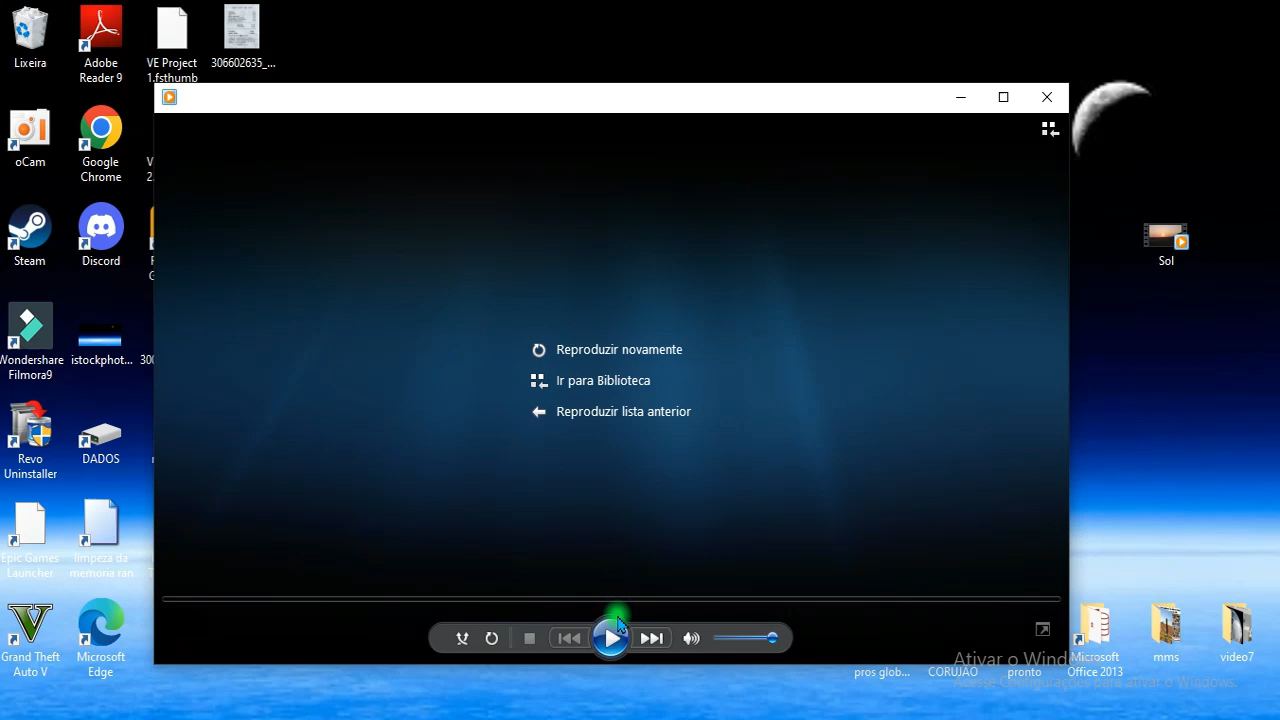 Lixeira
Adobe
Reader 9
VE Project
1.fsthumb
306602635_...
oCam
Google
Chrome
Steam
Discord
Sol
Wondershare
Filmora9
istockphot...
Reproduzir novamente
Ir para Biblioteca
Reproduzir lista anterior
Revo
Uninstaller
DADOS
Epic Games
Launcher
limpeza da
memoria ran
Grand Theft
Auto V
Microsoft
Edge
pros glob...
CORUJAO
pronto
Microsoft
Office 2013
mms
video7
Ativar o Wind
Acesse Configurações para ativar o Windows.